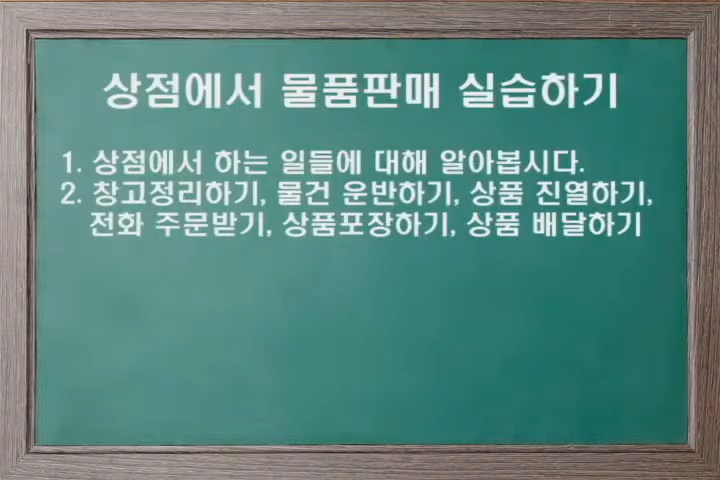 상점에서 물품판매 실습하기
1. 상점에서 하는 일들에 대해 알아봅시다.
2. 창고정리하기, 물건 운반하기, 상품 진열하기,
전화 주문받기, 상품포장하기, 상품 배달하기